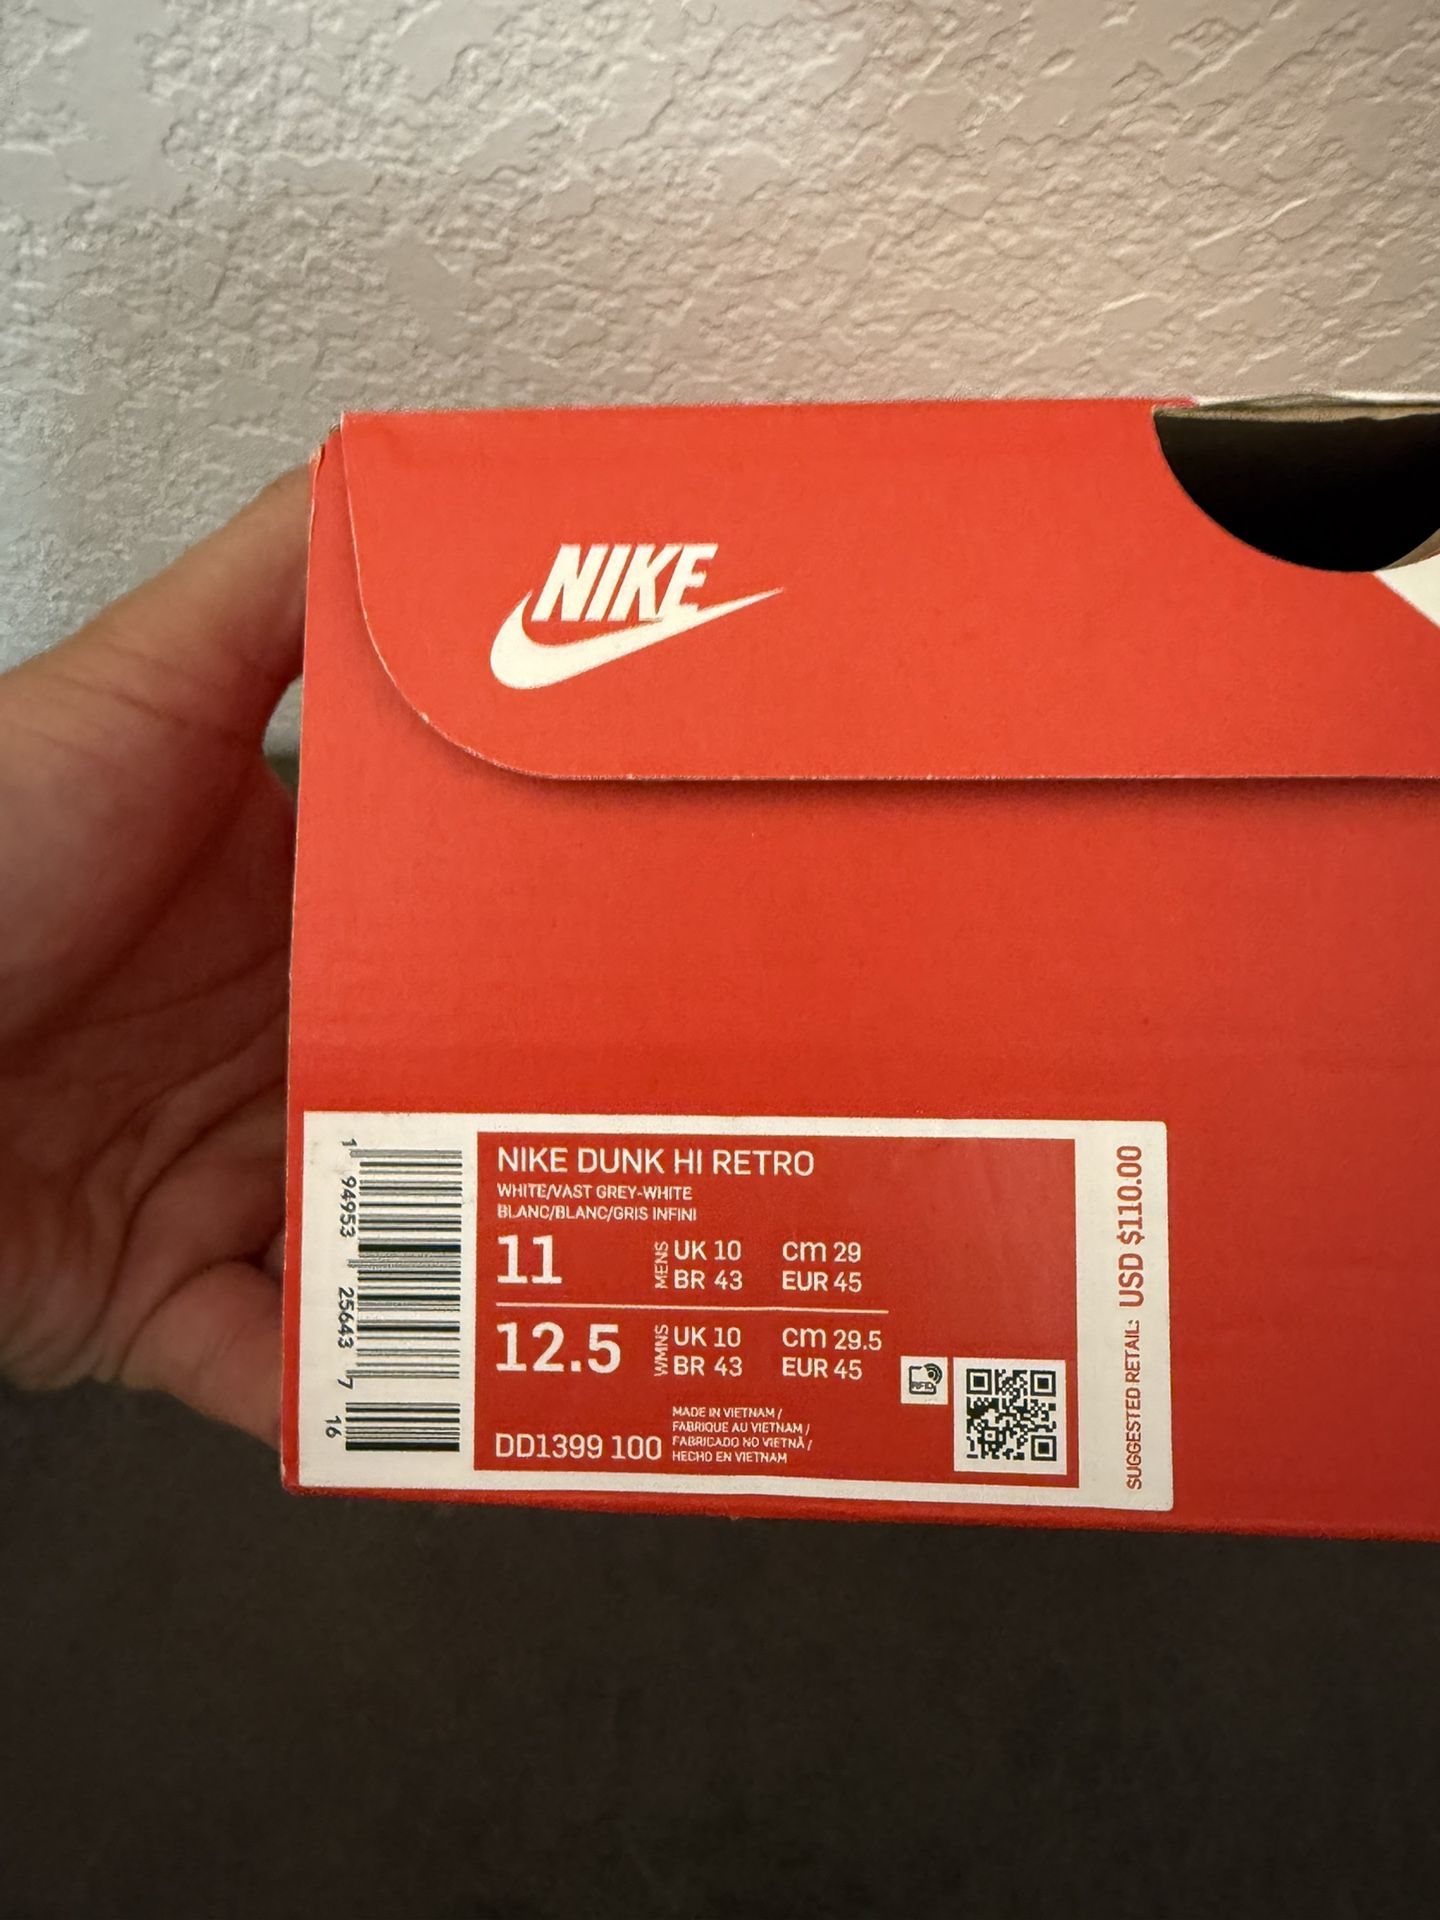 NIKE
NIKE DUNK HI RETRO
WHITE/VAST GREY-WHITE
BLANC/BLANC/GRIS INFINI
11 MENS UK 10 cm 29
BR 43 EUR 45
12.5 WMNS UK 10 cm 29.5
BR 43 EUR 45
RFID
DD1399 100
MADE IN VIETNAM /
FABRIQUE AU VIETNAM /
FABRICADO NO VIETNÃ /
HECHO EN VIETNAM
1 94953 25643 7 16
SUGGESTED RETAIL: USD $110.00